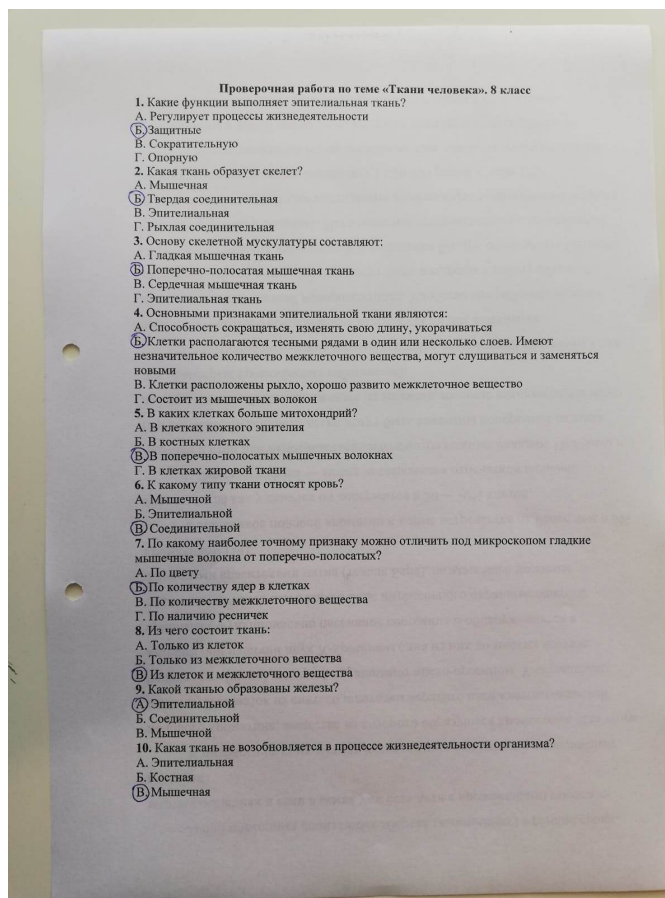 Проверочная работа по теме «Ткани человека». 8 класс
1. Какие функции выполняет эпителиальная ткань?
А. Регулирует процессы жизнедеятельности
Б. Защитные
В. Сократительную
Г. Опорную
2. Какая ткань образует скелет?
А. Мышечная
Б. Твердая соединительная
В. Эпителиальная
Г. Рыхлая соединительная
3. Основу скелетной мускулатуры составляют:
А. Гладкая мышечная ткань
Б. Поперечно-полосатая мышечная ткань
В. Сердечная мышечная ткань
Г. Эпителиальная ткань
4. Основными признаками эпителиальной ткани являются:
А. Способность сокращаться, изменять свою длину, укорачиваться
Б. Клетки располагаются тесными рядами в один или несколько слоев. Имеют
незначительное количество межклеточного вещества, могут слущиваться и заменяться
новыми
В. Клетки расположены рыхло, хорошо развито межклеточное вещество
Г. Состоит из мышечных волокон
5. В каких клетках больше митохондрий?
А. В клетках кожного эпителия
Б. В костных клетках
В. В поперечно-полосатых мышечных волокнах
Г. В клетках жировой ткани
6. К какому типу ткани относят кровь?
А. Мышечной
Б. Эпителиальной
В. Соединительной
7. По какому наиболее точному признаку можно отличить под микроскопом гладкие
мышечные волокна от поперечно-полосатых?
А. По цвету
Б. По количеству ядер в клетках
В. По количеству межклеточного вещества
Г. По наличию ресничек
8. Из чего состоит ткань:
А. Только из клеток
Б. Только из межклеточного вещества
В. Из клеток и межклеточного вещества
9. Какой тканью образованы железы?
А. Эпителиальной
Б. Соединительной
В. Мышечной
10. Какая ткань не возобновляется в процессе жизнедеятельности организма?
А. Эпителиальная
Б. Костная
В. Мышечная